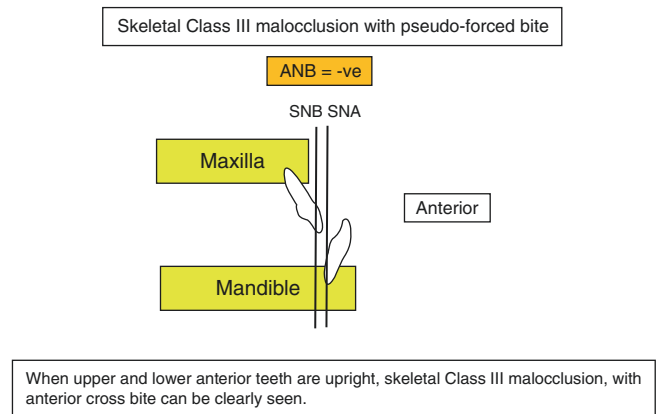 Skeletal Class III malocclusion with pseudo-forced bite
ANB = -ve
SNB SNA
Maxilla
Anterior
Mandible
When upper and lower anterior teeth are upright, skeletal Class III malocclusion, with
anterior cross bite can be clearly seen.